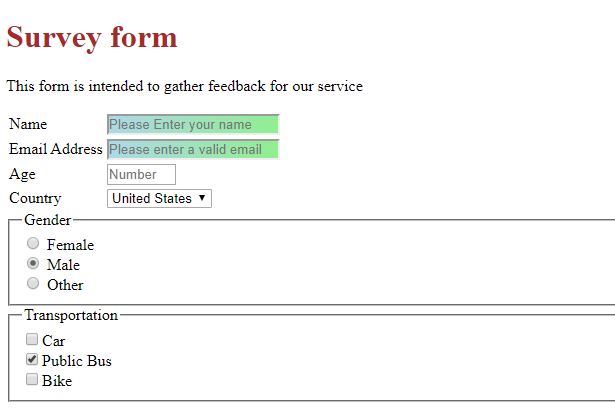 Survey form
This form is intended to gather feedback for our service
Name Please Enter your name
Email Address Please enter a valid email
Age Number
Country United States
Gender
Female
Male
Other
Transportation
Car
Public Bus
Bike